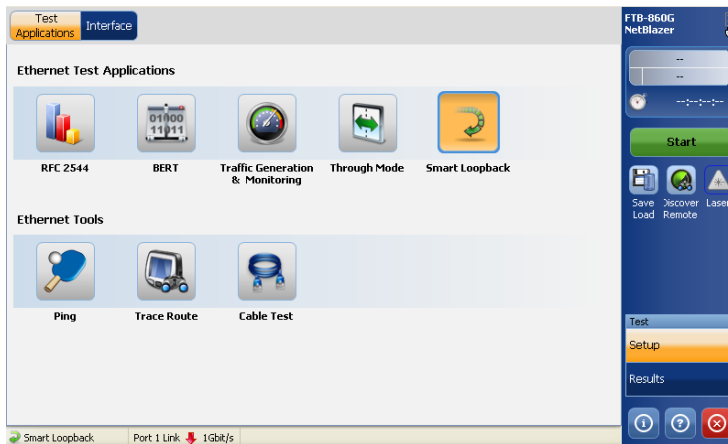 Test
Applications
Interface
Ethernet Test Applications
RFC 2544
BERT
Traffic Generation
& Monitoring
Through Mode
Smart Loopback
Ethernet Tools
Ping
Trace Route
Cable Test
Smart Loopback
Port 1 Link 1Gbit/s
FTB-860G
NetBlazer
--
--
--:--:--
Start
Save
Load
Discover
Remote
Laser
Test
Setup
Results